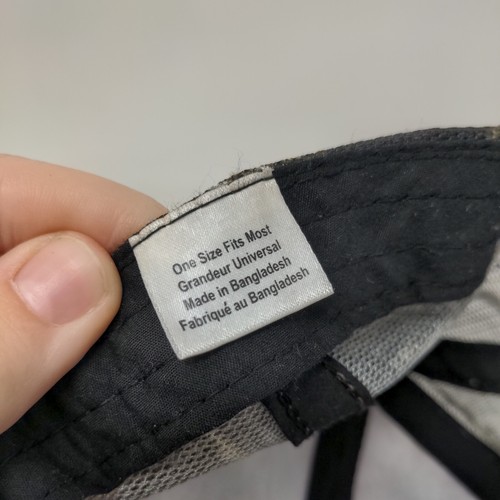 One Size Fits Most
Grandeur Universal
Made in Bangladesh
Fabriqué au Bangladesh